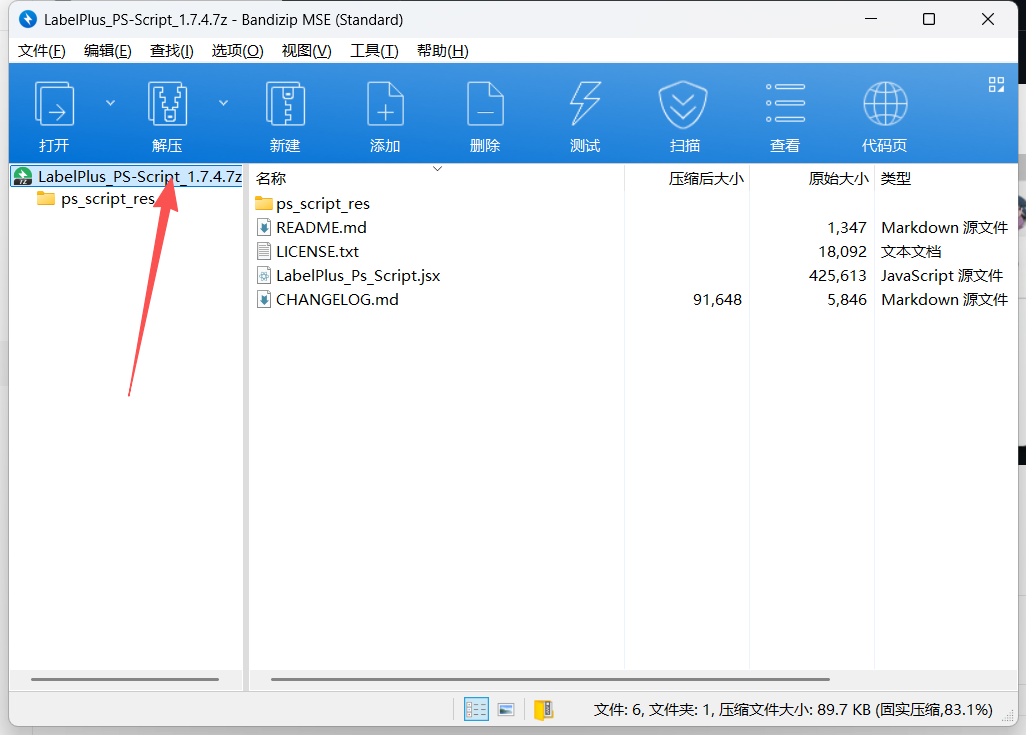 LabelPlus_PS-Script_1.7.4.7z - Bandizip MSE (Standard)
文件(F) 编辑(E) 查找(I) 选项(O) 视图(V) 工具(T) 帮助(H)
打开 解压 新建 添加 删除 测试 扫描 查看 代码页
LabelPlus_PS-Script_1.7.4.7z
ps_script_res
名称 压缩后大小 原始大小 类型
ps_script_res
README.md 1,347 Markdown 源文件
LICENSE.txt 18,092 文本文档
LabelPlus_Ps_Script.jsx 425,613 JavaScript 源文件
CHANGELOG.md 91,648 5,846 Markdown 源文件
文件: 6, 文件夹: 1, 压缩文件大小: 89.7 KB (固实压缩,83.1%)